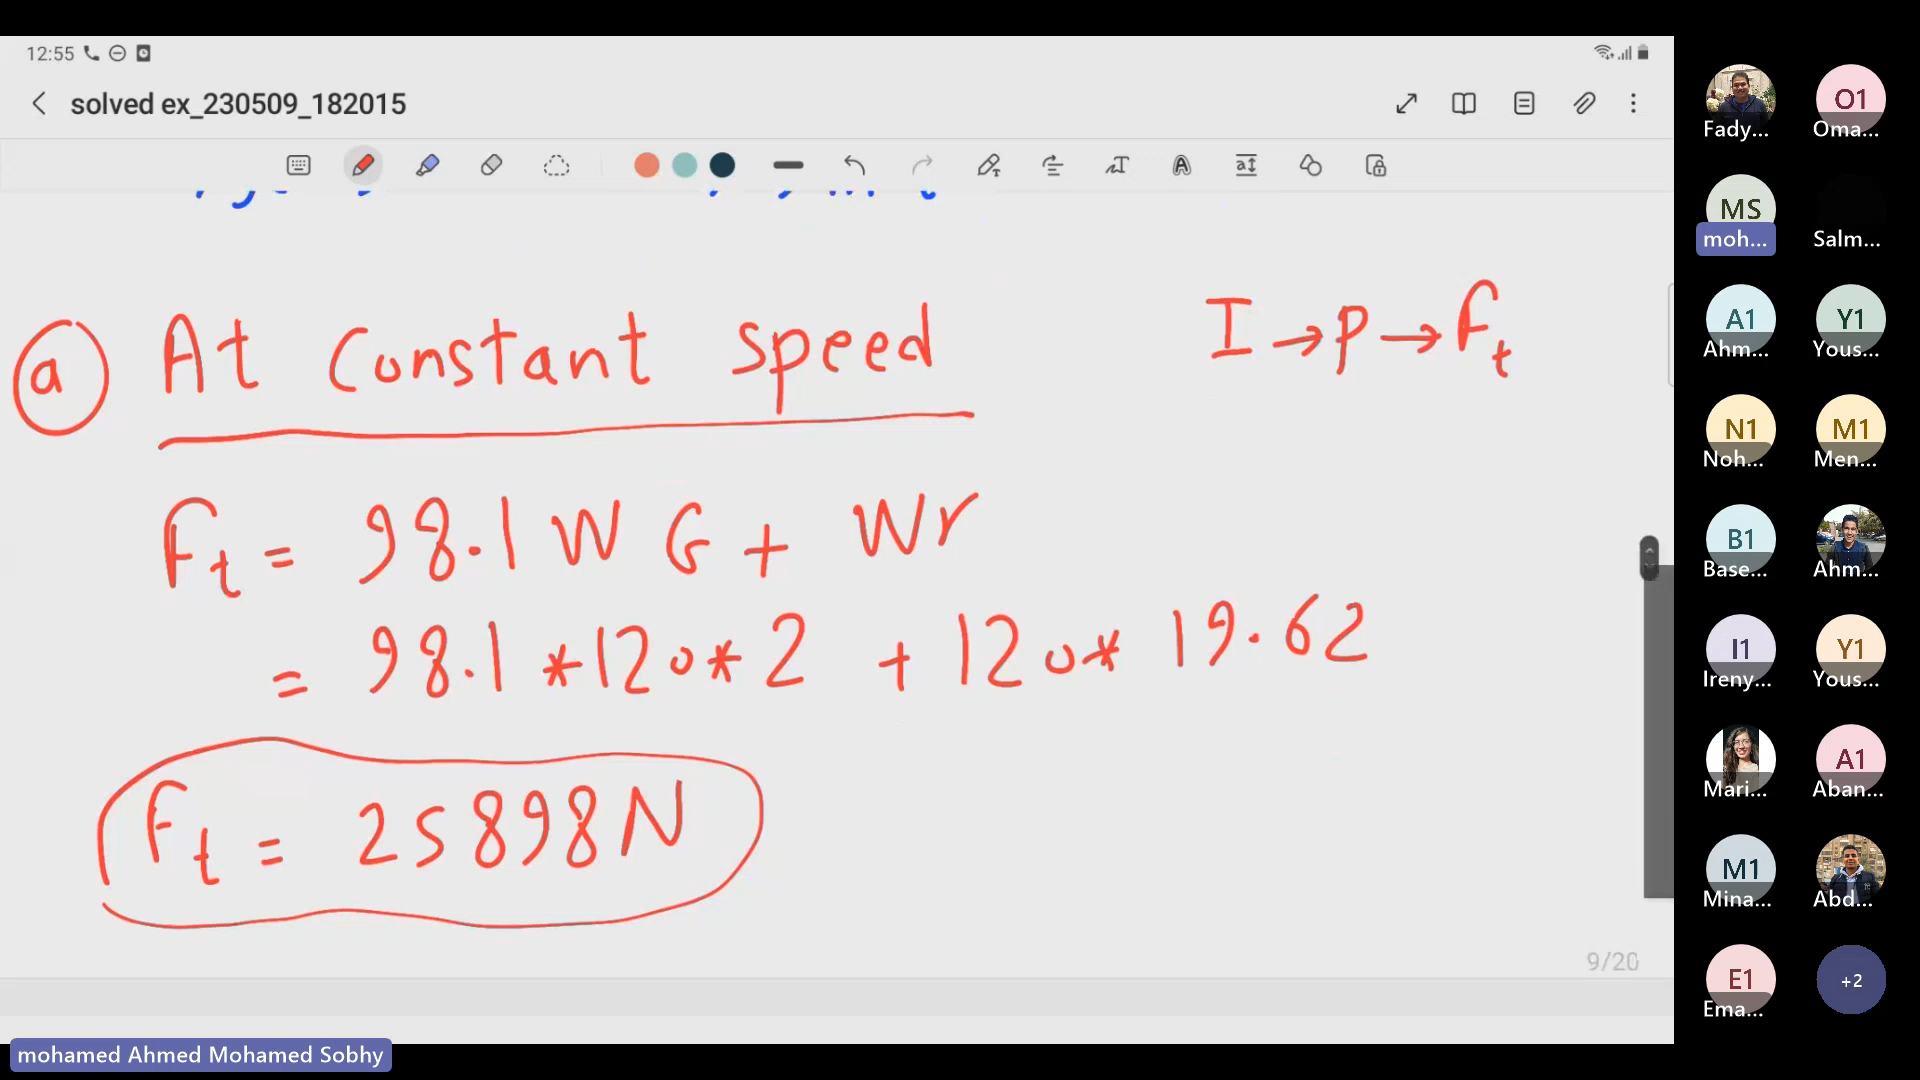 12:55
solved ex_230509_182015
a At Constant speed
I → P → Ft
Ft = 98.1 W G + Wr
= 98.1 * 120 * 2 + 120 * 19.62
Ft = 25898 N
9/20
mohamed Ahmed Mohamed Sobhy
Fady...
O1
Oma...
MS
moh...
Salm...
A1
Ahm...
Y1
Yous...
N1
Noh...
M1
Men...
B1
Base...
Ahm...
I1
Ireny...
Y1
Yous...
Mari...
A1
Aban...
M1
Mina...
Abd...
E1
Ema...
+2